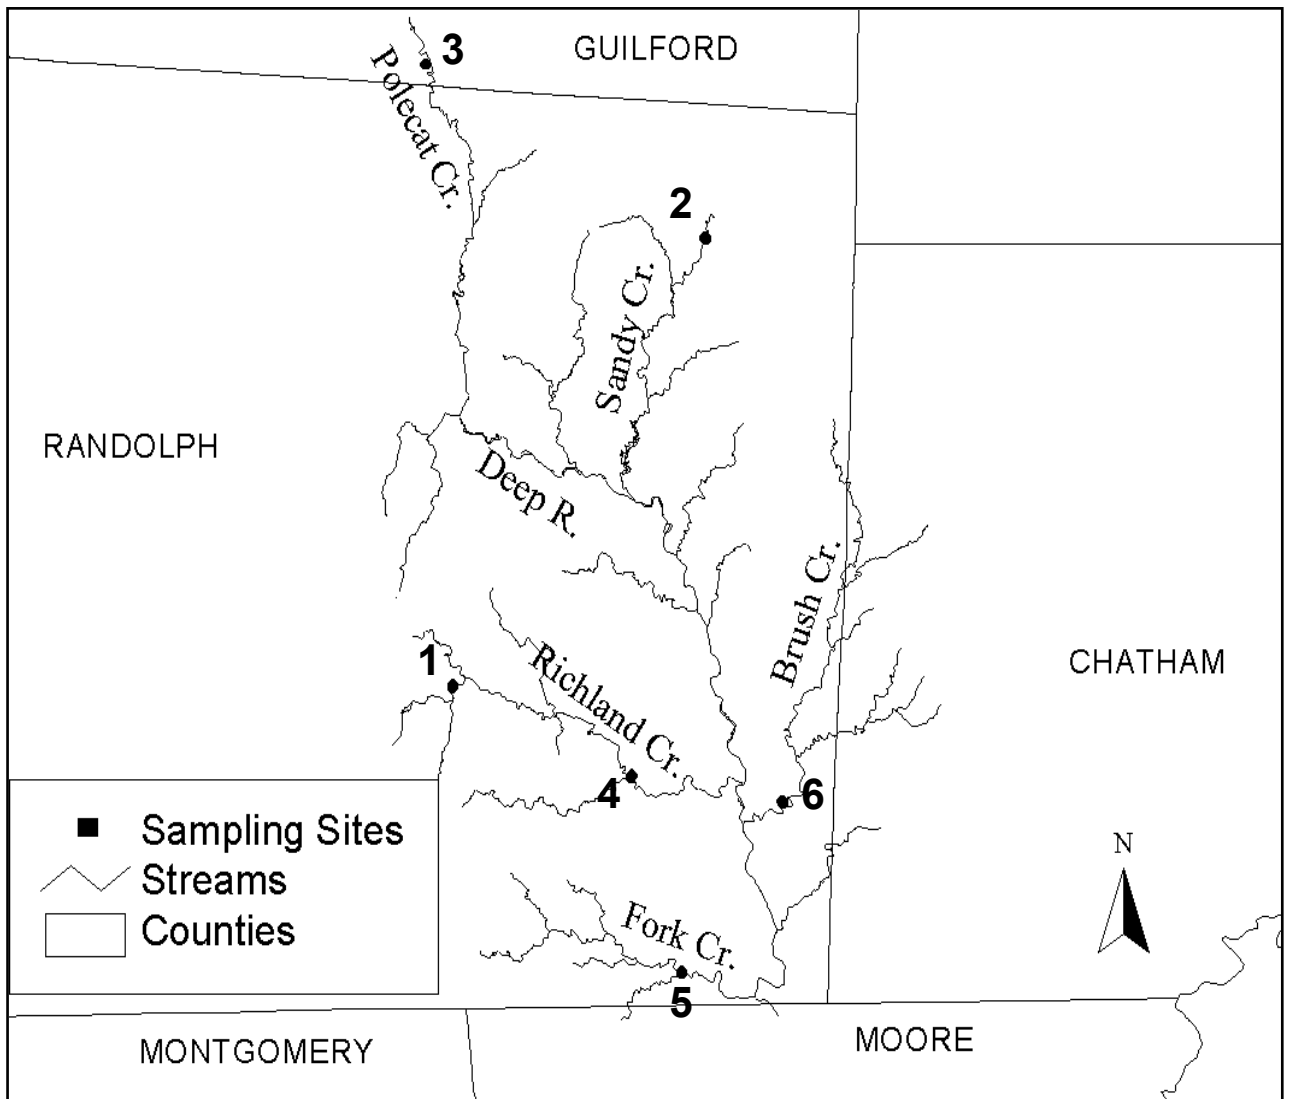 3
GUILFORD
Polecat Cr.
2
Sandy Cr.
RANDOLPH
Deep R.
Brush Cr.
1
Richland Cr.
CHATHAM
4
6
Sampling Sites
Streams
Counties
N
Fork Cr.
5
MONTGOMERY
MOORE